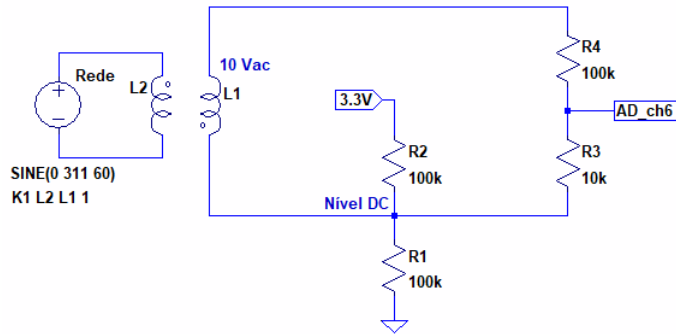 R4
100k
10 Vac
Rede
L2
L1
3.3V
AD_ch6
R2
100k
R3
10k
SINE(0 311 60)
K1 L2 L1 1
Nível DC
R1
100k